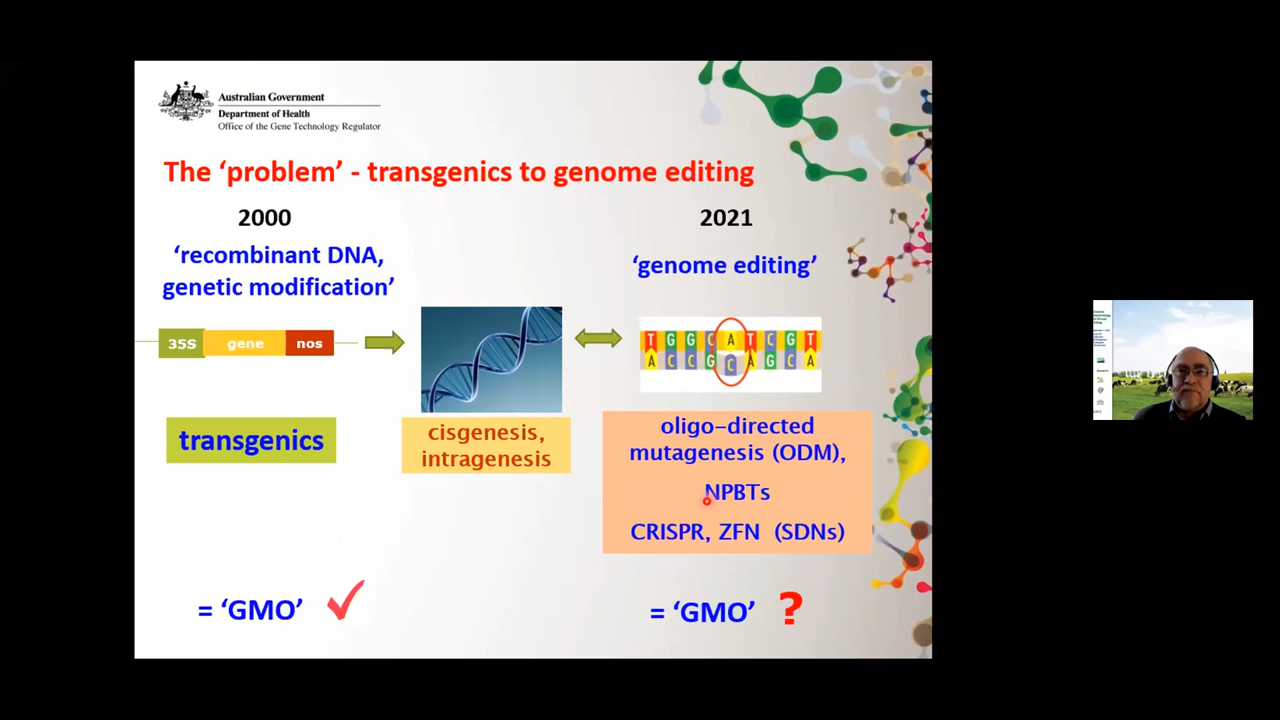 Australian Government
Department of Health
Office of the Gene Technology Regulator
The ‘problem’ - transgenics to genome editing
2000
‘recombinant DNA,
genetic modification’
35S gene nos
transgenics
= ‘GMO’ ✓
cisgenesis,
intragenesis
2021
‘genome editing’
T G G C A T C G T
A C C G C A G C A
oligo-directed
mutagenesis (ODM),
NPBTs
CRISPR, ZFN (SDNs)
= ‘GMO’ ?